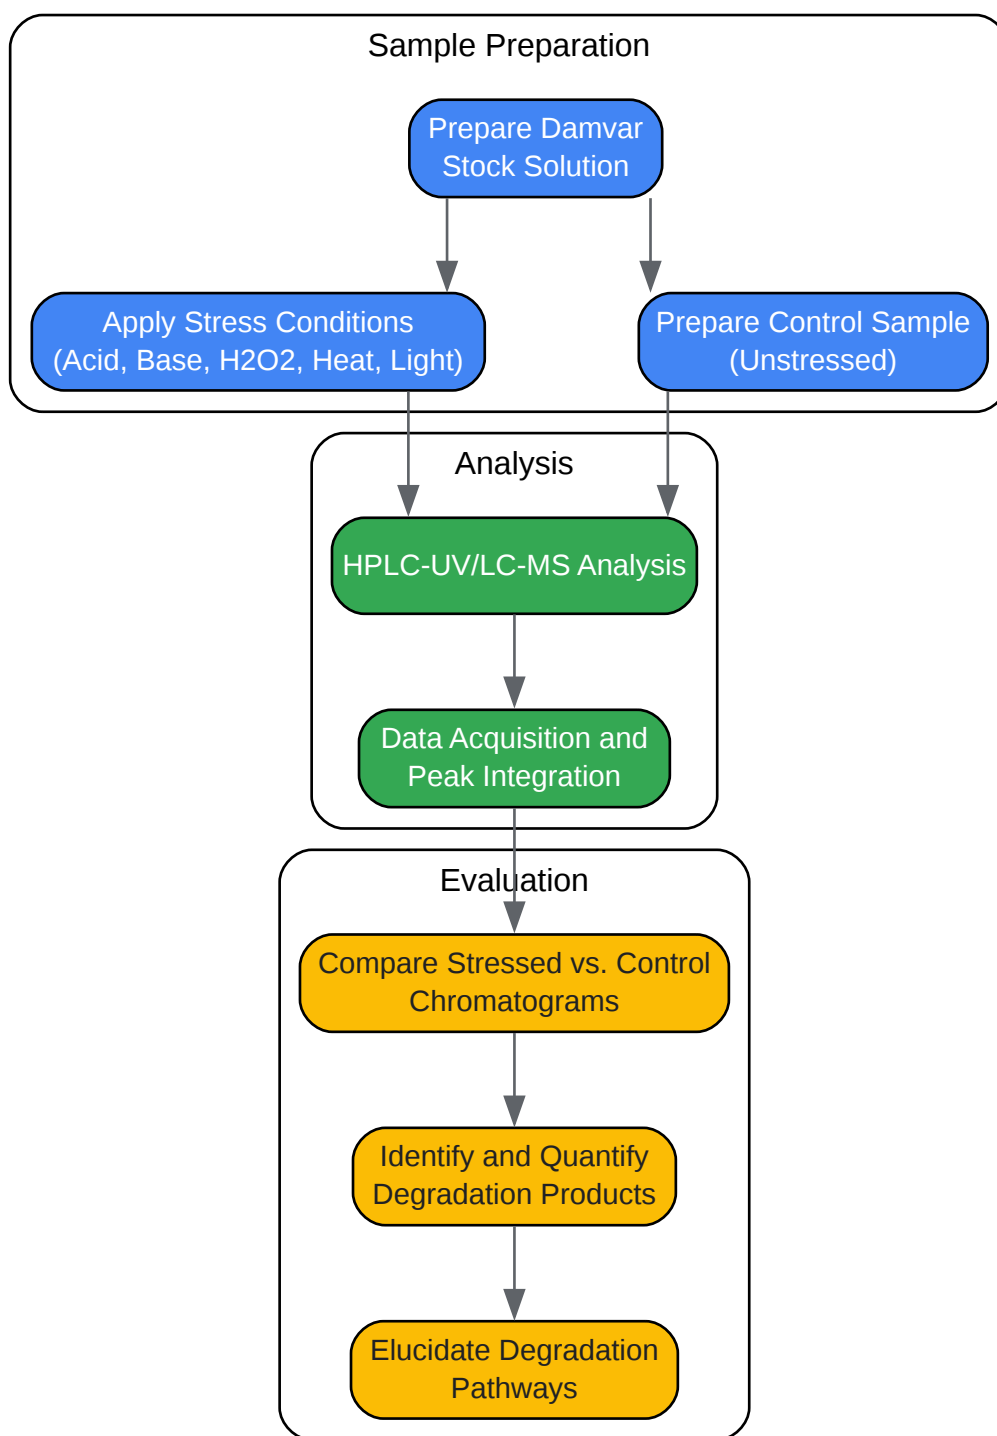 Sample Preparation
Prepare Damvar
Stock Solution
Apply Stress Conditions
(Acid, Base, H2O2, Heat, Light)
Prepare Control Sample
(Unstressed)
Analysis
HPLC-UV/LC-MS Analysis
Data Acquisition and
Peak Integration
Evaluation
Compare Stressed vs. Control
Chromatograms
Identify and Quantify
Degradation Products
Elucidate Degradation
Pathways